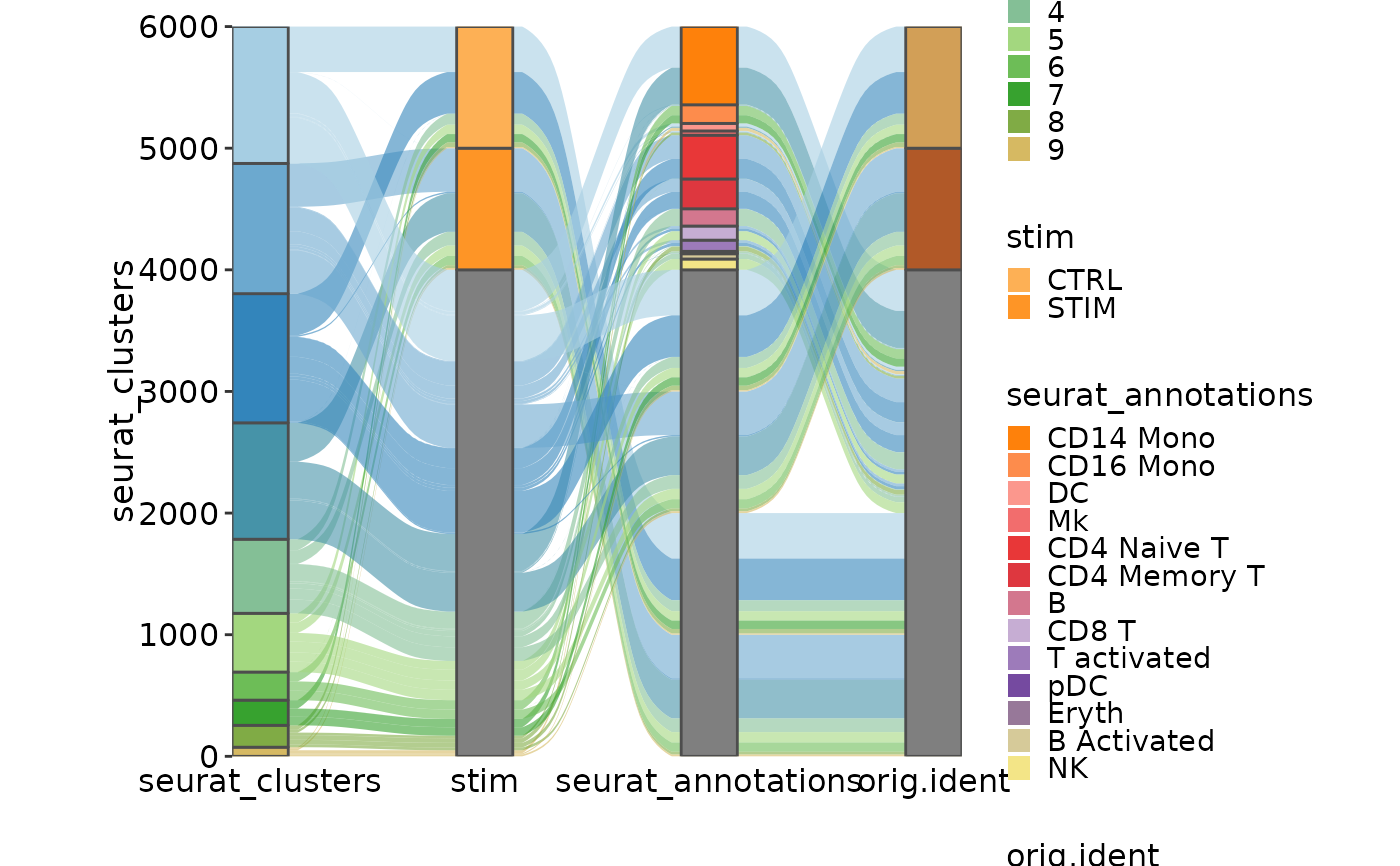 6000
5000
4000
3000
2000
1000
0
seurat_clusters
seurat_clusters
stim
seurat_annotations
orig.ident
4
5
6
7
8
9
stim
CTRL
STIM
seurat_annotations
CD14 Mono
CD16 Mono
DC
Mk
CD4 Naive T
CD4 Memory T
B
CD8 T
T activated
pDC
Eryth
B Activated
NK
orig.ident